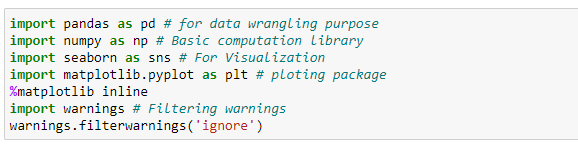 import pandas as pd # for data wrangling purpose
import numpy as np # Basic computation library
import seaborn as sns # For Visualization
import matplotlib.pyplot as plt # ploting package
%matplotlib inline
import warnings # Filtering warnings
warnings.filterwarnings('ignore')